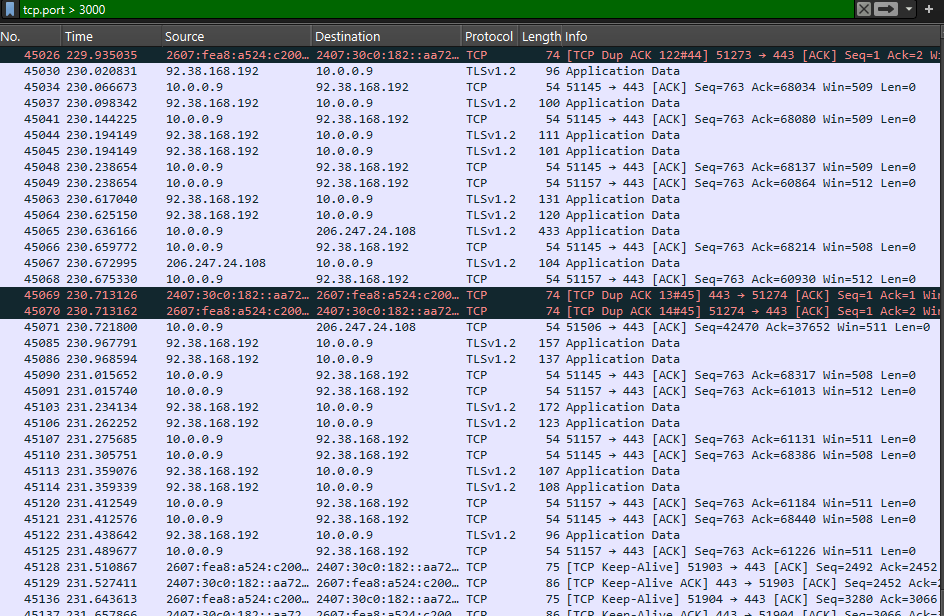 tcp.port > 3000
No. Time Source Destination Protocol Length Info
45026 229.935035 2607:fea8:a524:c200… 2407:30c0:182::aa72… TCP 74 [TCP Dup ACK 122#44] 51273 → 443 [ACK] Seq=1 Ack=2 Wi
45030 230.020831 92.38.168.192 10.0.0.9 TLSv1.2 96 Application Data
45034 230.066673 10.0.0.9 92.38.168.192 TCP 54 51145 → 443 [ACK] Seq=763 Ack=68034 Win=509 Len=0
45037 230.098342 92.38.168.192 10.0.0.9 TLSv1.2 100 Application Data
45041 230.144225 10.0.0.9 92.38.168.192 TCP 54 51145 → 443 [ACK] Seq=763 Ack=68080 Win=509 Len=0
45044 230.194149 92.38.168.192 10.0.0.9 TLSv1.2 111 Application Data
45045 230.194149 92.38.168.192 10.0.0.9 TLSv1.2 101 Application Data
45048 230.238654 10.0.0.9 92.38.168.192 TCP 54 51145 → 443 [ACK] Seq=763 Ack=68137 Win=509 Len=0
45049 230.238654 10.0.0.9 92.38.168.192 TCP 54 51157 → 443 [ACK] Seq=763 Ack=60864 Win=512 Len=0
45063 230.617040 92.38.168.192 10.0.0.9 TLSv1.2 131 Application Data
45064 230.625150 92.38.168.192 10.0.0.9 TLSv1.2 120 Application Data
45065 230.636166 10.0.0.9 206.247.24.108 TLSv1.2 433 Application Data
45066 230.659772 10.0.0.9 92.38.168.192 TCP 54 51145 → 443 [ACK] Seq=763 Ack=68214 Win=508 Len=0
45067 230.672995 206.247.24.108 10.0.0.9 TLSv1.2 104 Application Data
45068 230.675330 10.0.0.9 92.38.168.192 TCP 54 51157 → 443 [ACK] Seq=763 Ack=60930 Win=512 Len=0
45069 230.713126 2407:30c0:182::aa72… 2607:fea8:a524:c200… TCP 74 [TCP Dup ACK 13#45] 443 → 51274 [ACK] Seq=1 Ack=1 Win
45070 230.713162 2607:fea8:a524:c200… 2407:30c0:182::aa72… TCP 74 [TCP Dup ACK 14#45] 51274 → 443 [ACK] Seq=1 Ack=2 Win
45071 230.721800 10.0.0.9 206.247.24.108 TCP 54 51506 → 443 [ACK] Seq=42470 Ack=37652 Win=511 Len=0
45085 230.967791 92.38.168.192 10.0.0.9 TLSv1.2 157 Application Data
45086 230.968594 92.38.168.192 10.0.0.9 TLSv1.2 137 Application Data
45090 231.015652 10.0.0.9 92.38.168.192 TCP 54 51145 → 443 [ACK] Seq=763 Ack=68317 Win=508 Len=0
45091 231.015740 10.0.0.9 92.38.168.192 TCP 54 51157 → 443 [ACK] Seq=763 Ack=61013 Win=512 Len=0
45103 231.234134 92.38.168.192 10.0.0.9 TLSv1.2 172 Application Data
45106 231.262252 92.38.168.192 10.0.0.9 TLSv1.2 123 Application Data
45107 231.275685 10.0.0.9 92.38.168.192 TCP 54 51157 → 443 [ACK] Seq=763 Ack=61131 Win=511 Len=0
45110 231.305751 10.0.0.9 92.38.168.192 TCP 54 51145 → 443 [ACK] Seq=763 Ack=68386 Win=508 Len=0
45113 231.359076 92.38.168.192 10.0.0.9 TLSv1.2 107 Application Data
45114 231.359339 92.38.168.192 10.0.0.9 TLSv1.2 108 Application Data
45120 231.412549 10.0.0.9 92.38.168.192 TCP 54 51157 → 443 [ACK] Seq=763 Ack=61184 Win=511 Len=0
45121 231.412576 10.0.0.9 92.38.168.192 TCP 54 51145 → 443 [ACK] Seq=763 Ack=68440 Win=508 Len=0
45122 231.438642 92.38.168.192 10.0.0.9 TLSv1.2 96 Application Data
45125 231.489677 10.0.0.9 92.38.168.192 TCP 54 51157 → 443 [ACK] Seq=763 Ack=61226 Win=511 Len=0
45128 231.510867 2607:fea8:a524:c200… 2407:30c0:182::aa72… TCP 75 [TCP Keep-Alive] 51903 → 443 [ACK] Seq=2492 Ack=2452
45129 231.527411 2407:30c0:182::aa72… 2607:fea8:a524:c200… TCP 86 [TCP Keep-Alive ACK] 443 → 51903 [ACK] Seq=2452 Ack=2
45136 231.643613 2607:fea8:a524:c200… 2407:30c0:182::aa72… TCP 75 [TCP Keep-Alive] 51904 → 443 [ACK] Seq=3280 Ack=3066
45137 231.657866 2407:30c0:182::aa72… 2607:fea8:a524:c200… TCP 86 [TCP Keep-Alive ACK] 443 → 51904 [ACK] Seq=3066 Ack=3